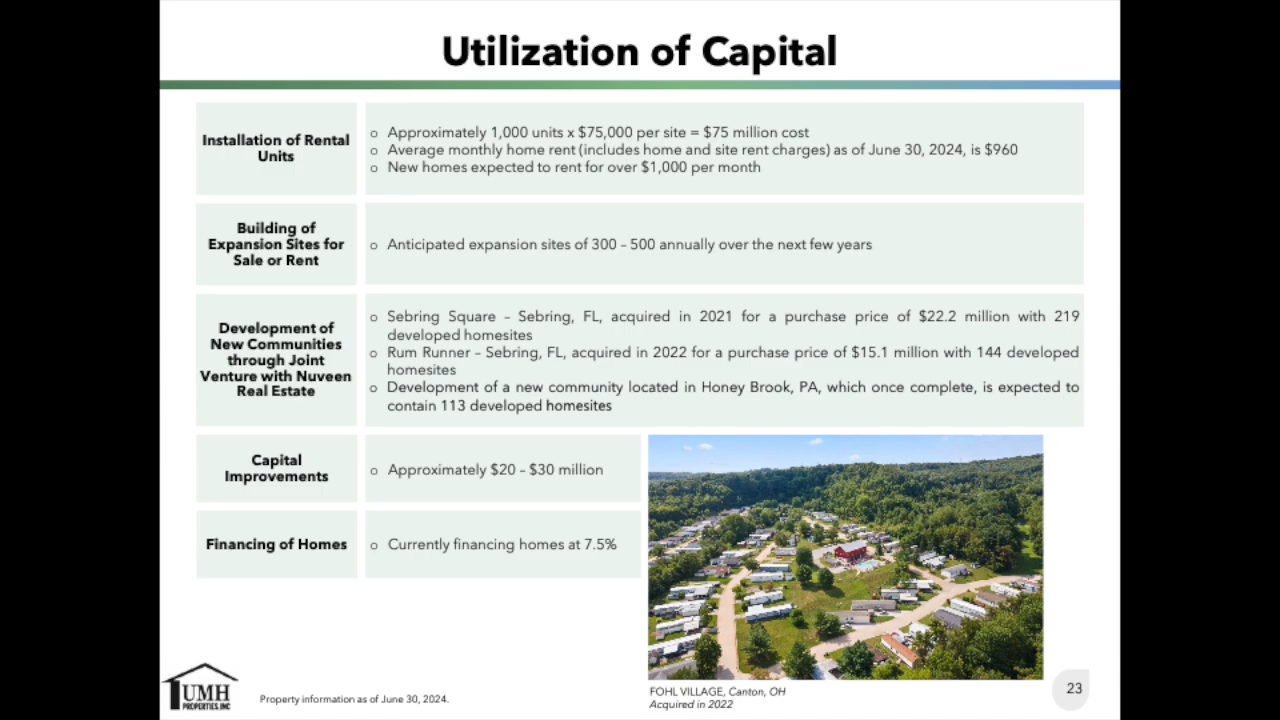 Utilization of Capital
Installation of Rental
Units
o Approximately 1,000 units x $75,000 per site = $75 million cost
o Average monthly home rent (includes home and site rent charges) as of June 30, 2024, is $960
o New homes expected to rent for over $1,000 per month
Building of
Expansion Sites for
Sale or Rent
o Anticipated expansion sites of 300 – 500 annually over the next few years
Development of
New Communities
through Joint
Venture with Nuveen
Real Estate
o Sebring Square – Sebring, FL, acquired in 2021 for a purchase price of $22.2 million with 219
developed homesites
o Rum Runner – Sebring, FL, acquired in 2022 for a purchase price of $15.1 million with 144 developed
homesites
o Development of a new community located in Honey Brook, PA, which once complete, is expected to
contain 113 developed homesites
Capital
Improvements
o Approximately $20 – $30 million
Financing of Homes
o Currently financing homes at 7.5%
UMH
PROPERTIES, INC
Property information as of June 30, 2024.
FOHL VILLAGE, Canton, OH
Acquired in 2022
23